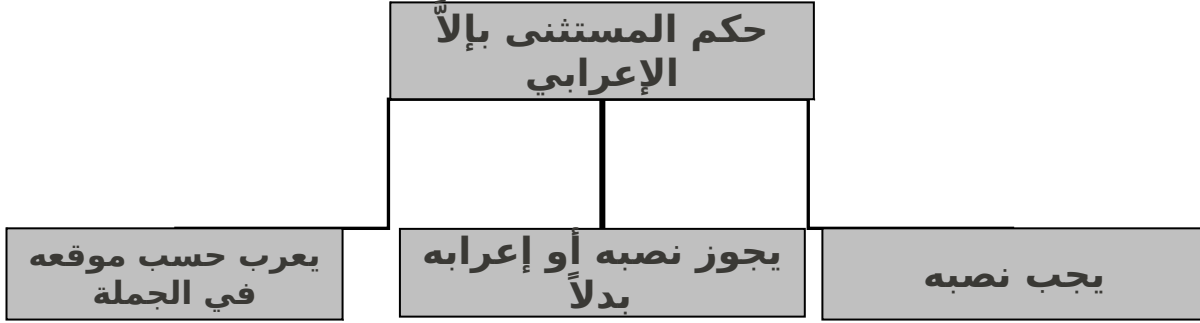 حكم المستثنى بإلاَّ
الإعرابي
يجب نصبه
يجوز نصبه أو إعرابه
بدلاً
يعرب حسب موقعه
في الجملة